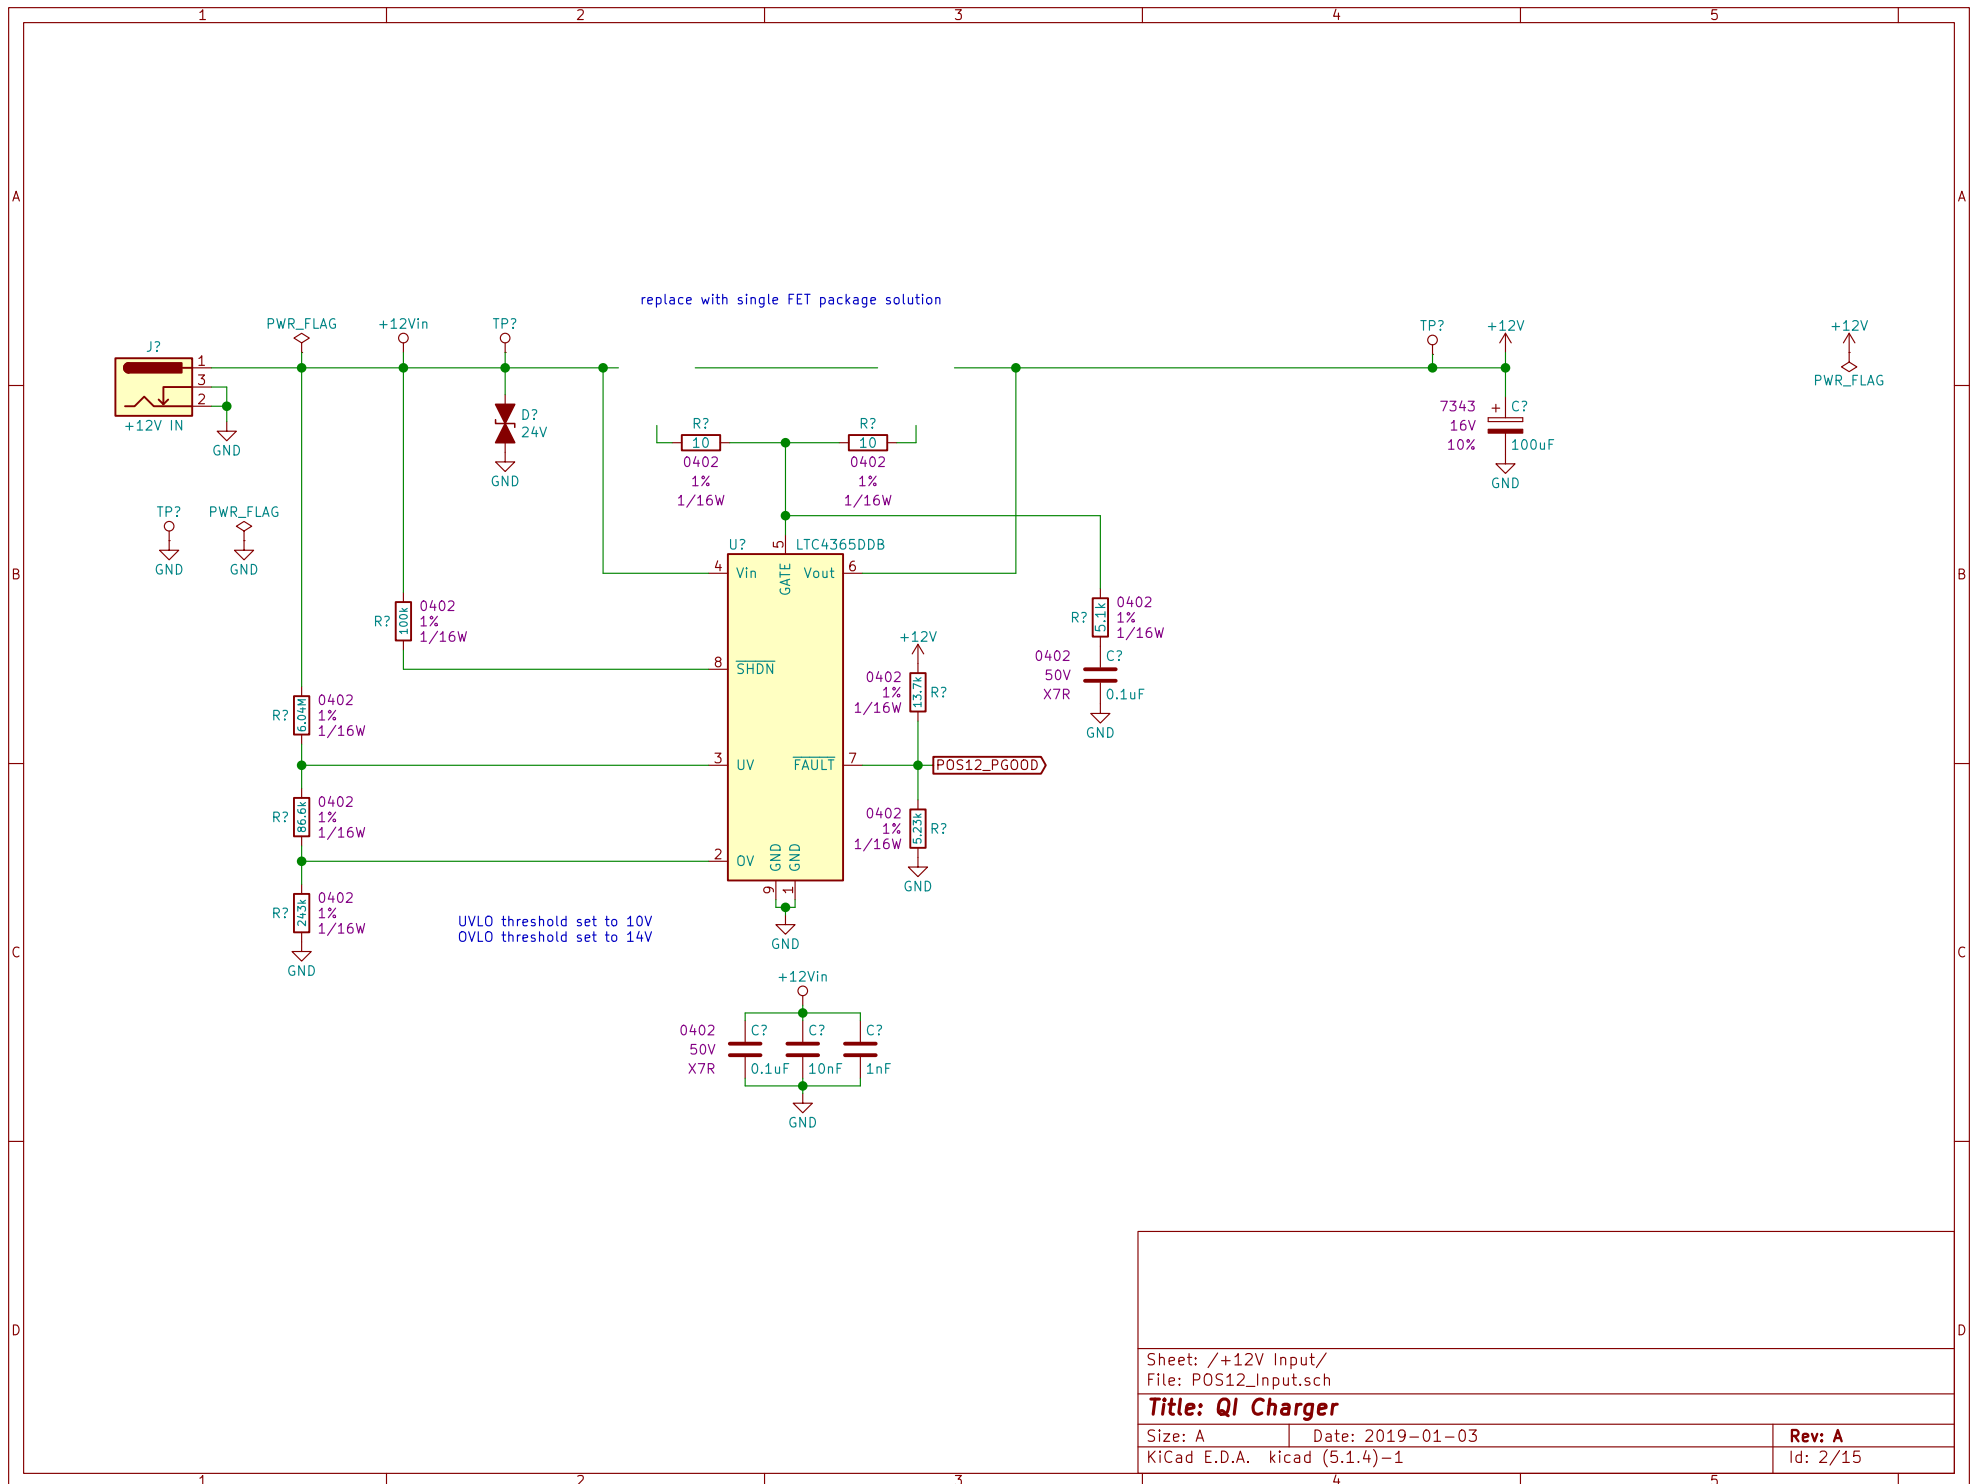 1 2 3 4 5
A A
B B
C C
D D
replace with single FET package solution
PWR_FLAG
+12Vin
TP?
TP?
+12V
+12V
PWR_FLAG
J?
1
3
2
+12V IN
GND
D?
24V
GND
R?
10
0402
1%
1/16W
R?
10
0402
1%
1/16W
7343
16V
10%
C?
100uF
GND
TP?
GND
PWR_FLAG
GND
U?
LTC4365DDB
5
GATE
4
Vin
Vout
6
8
SHDN
3
UV
FAULT
7
2
OV
GND
GND
9
1
GND
R?
100k
0402
1%
1/16W
R?
5.1k
0402
1%
1/16W
0402
50V
X7R
C?
0.1uF
GND
+12V
0402
1%
1/16W
13.7k
R?
POS12_PGOOD
0402
1%
1/16W
5.23k
R?
GND
R?
6.04M
0402
1%
1/16W
R?
86.6k
0402
1%
1/16W
R?
243k
0402
1%
1/16W
GND
UVLO threshold set to 10V
OVLO threshold set to 14V
+12Vin
0402
50V
X7R
C?
0.1uF
C?
10nF
C?
1nF
GND
Sheet: /+12V Input/
File: POS12_Input.sch
Title: QI Charger
Size: A Date: 2019-01-03 Rev: A
KiCad E.D.A. kicad (5.1.4)-1 Id: 2/15
1 2 3 4 5